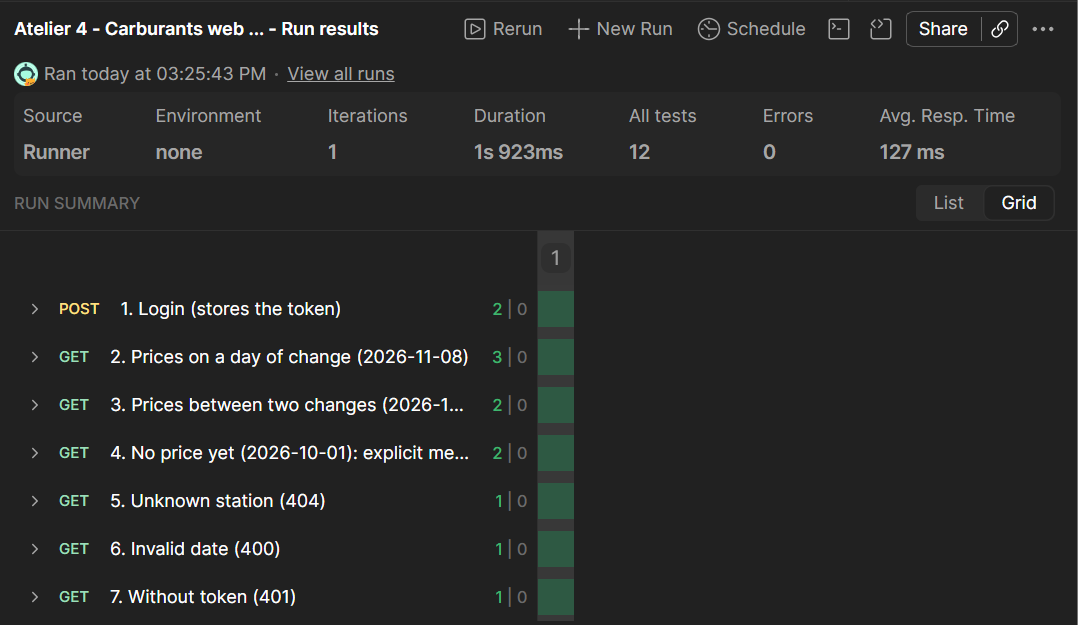 Atelier 4 - Carburants web ... - Run results
Rerun
New Run
Schedule
Share
Ran today at 03:25:43 PM · View all runs
Source Environment Iterations Duration All tests Errors Avg. Resp. Time
Runner none 1 1s 923ms 12 0 127 ms
RUN SUMMARY
List
Grid
1
POST 1. Login (stores the token) 2 | 0
GET 2. Prices on a day of change (2026-11-08) 3 | 0
GET 3. Prices between two changes (2026-1... 2 | 0
GET 4. No price yet (2026-10-01): explicit me... 2 | 0
GET 5. Unknown station (404) 1 | 0
GET 6. Invalid date (400) 1 | 0
GET 7. Without token (401) 1 | 0